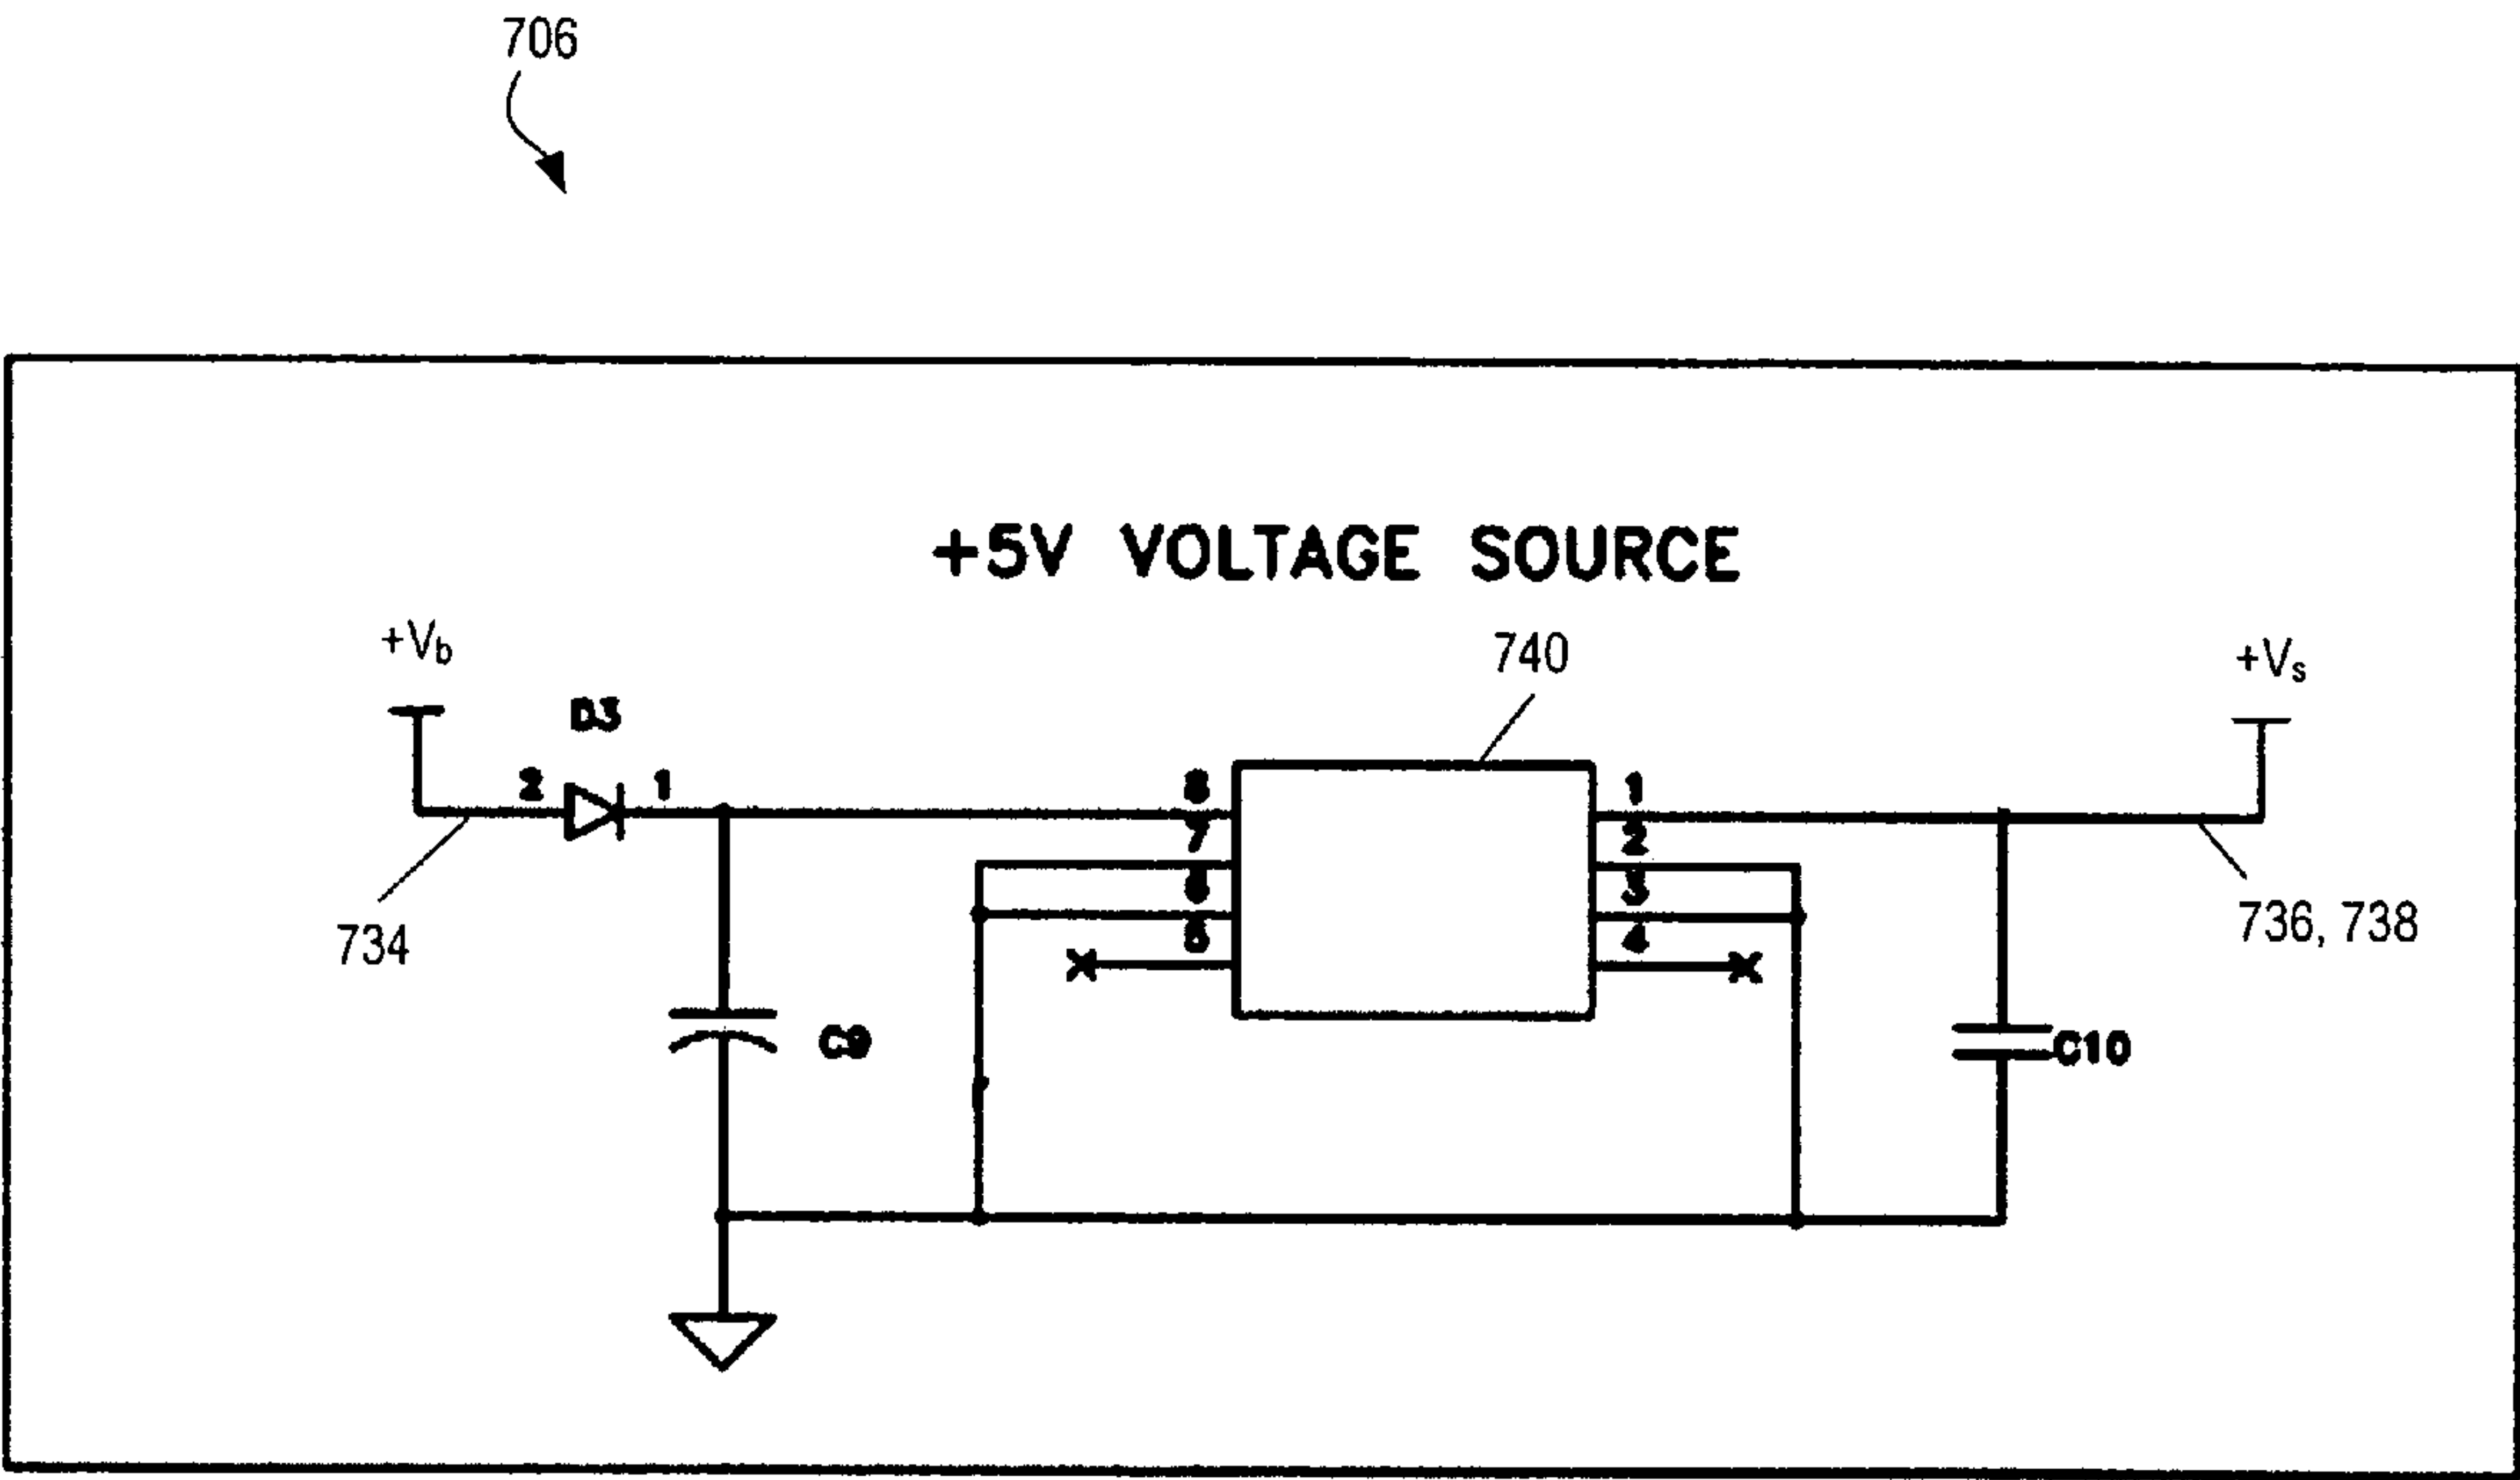 706
+5V VOLTAGE SOURCE
+Vb
740
+Vs
D3
2
1
8
1
7
2
6
3
5
4
734
736, 738
C9
C10